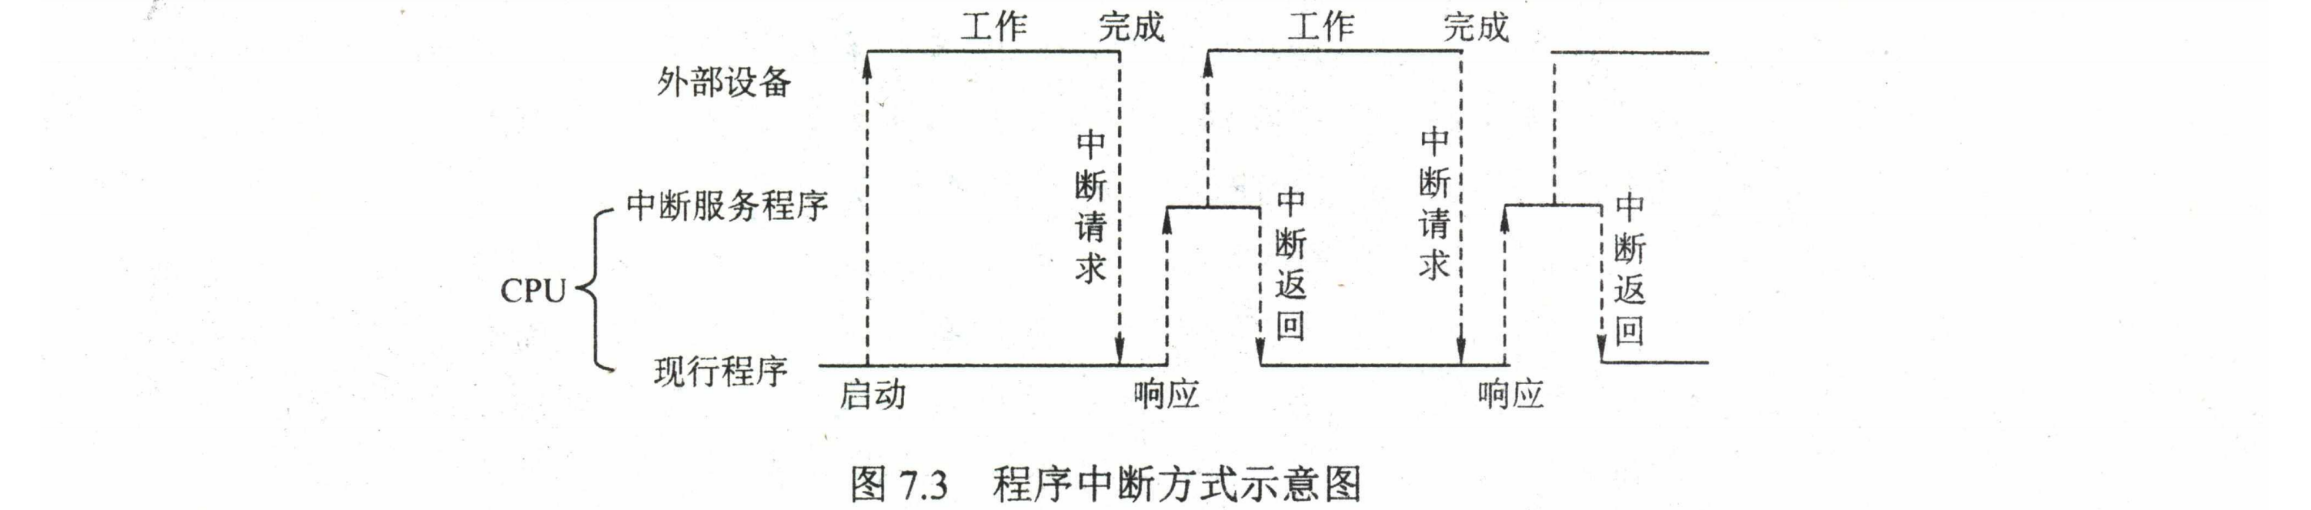 工作 完成 工作 完成
外部设备
中断请求
中断请求
中断服务程序
中断返回
中断返回
CPU
现行程序
启动 响应 响应
图 7.3 程序中断方式示意图